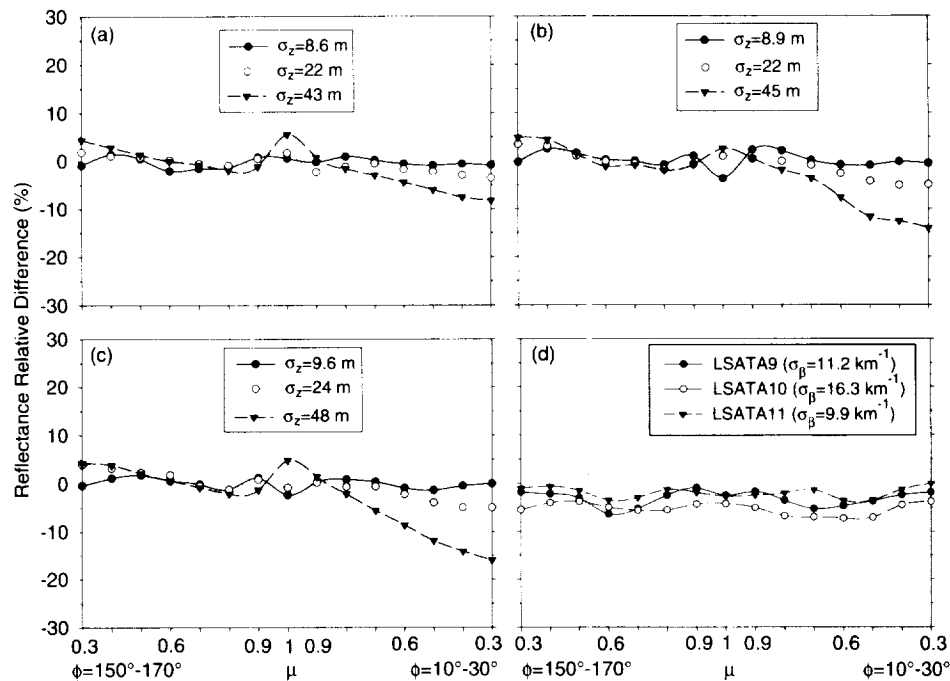 Reflectance Relative Difference (%)
30
20
10
0
-10
-20
-30
(a)
σz=8.6 m
σz=22 m
σz=43 m
(b)
σz=8.9 m
σz=22 m
σz=45 m
30
20
10
0
-10
-20
-30
(c)
σz=9.6 m
σz=24 m
σz=48 m
(d)
LSATA9 (σβ=11.2 km⁻¹)
LSATA10 (σβ=16.3 km⁻¹)
LSATA11 (σβ=9.9 km⁻¹)
0.3 0.6 0.9 1 0.9 0.6 0.3
0.6 0.9 1 0.9 0.6 0.3
ϕ=150°-170° μ ϕ=10°-30°
ϕ=150°-170° μ ϕ=10°-30°